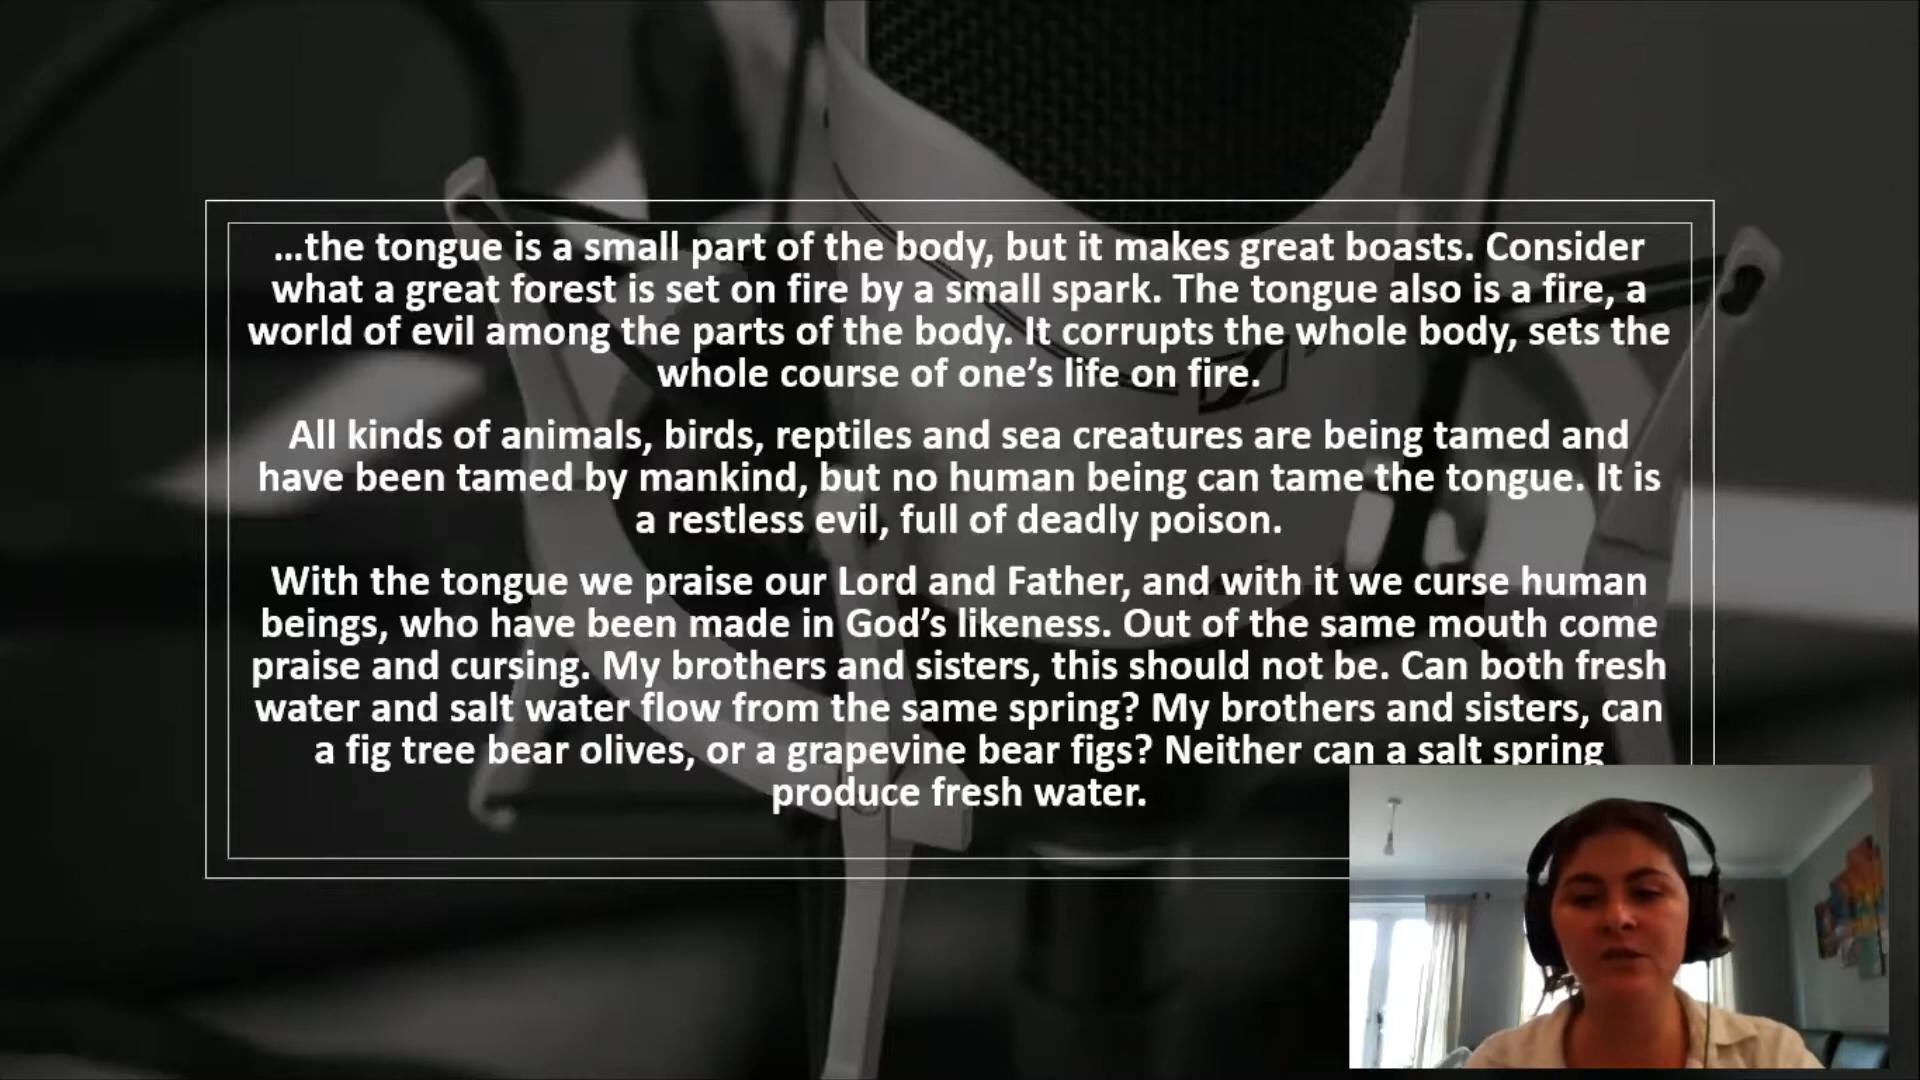 ...the tongue is a small part of the body, but it makes great boasts. Consider
what a great forest is set on fire by a small spark. The tongue also is a fire, a
world of evil among the parts of the body. It corrupts the whole body, sets the
whole course of one’s life on fire.
All kinds of animals, birds, reptiles and sea creatures are being tamed and
have been tamed by mankind, but no human being can tame the tongue. It is
a restless evil, full of deadly poison.
With the tongue we praise our Lord and Father, and with it we curse human
beings, who have been made in God’s likeness. Out of the same mouth come
praise and cursing. My brothers and sisters, this should not be. Can both fresh
water and salt water flow from the same spring? My brothers and sisters, can
a fig tree bear olives, or a grapevine bear figs? Neither can a salt spring
produce fresh water.